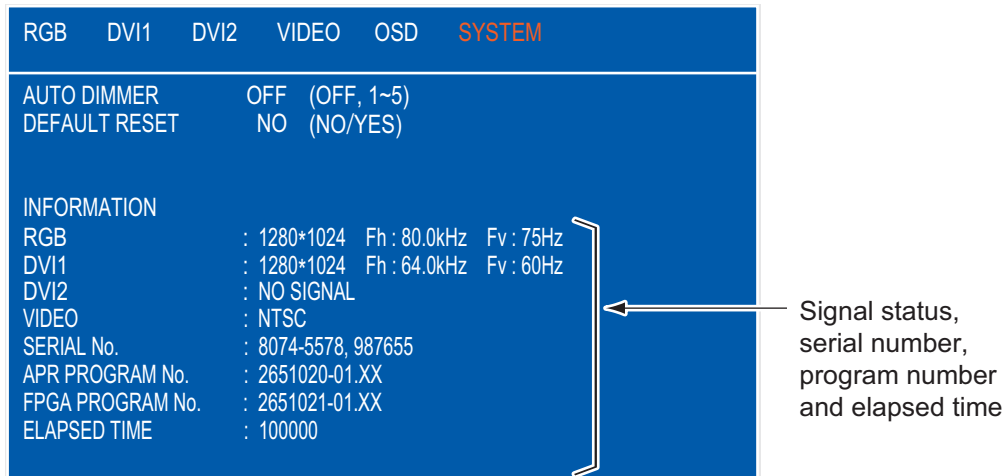 RGB DVI1 DVI2 VIDEO OSD SYSTEM
AUTO DIMMER OFF (OFF, 1~5)
DEFAULT RESET NO (NO/YES)
INFORMATION
RGB : 1280*1024 Fh : 80.0kHz Fv : 75Hz
DVI1 : 1280*1024 Fh : 64.0kHz Fv : 60Hz
DVI2 : NO SIGNAL
VIDEO : NTSC
SERIAL No. : 8074-5578, 987655
APR PROGRAM No. : 2651020-01.XX
FPGA PROGRAM No. : 2651021-01.XX
ELAPSED TIME : 100000
Signal status,
serial number,
program number
and elapsed time